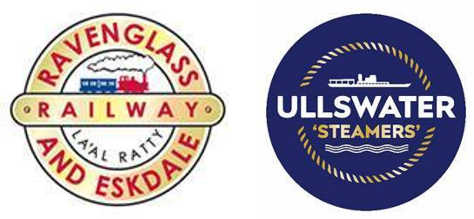 RAVENGLASS
RAILWAY
LA'AL RATTY
AND ESKDALE
ULLSWATER
'STEAMERS'